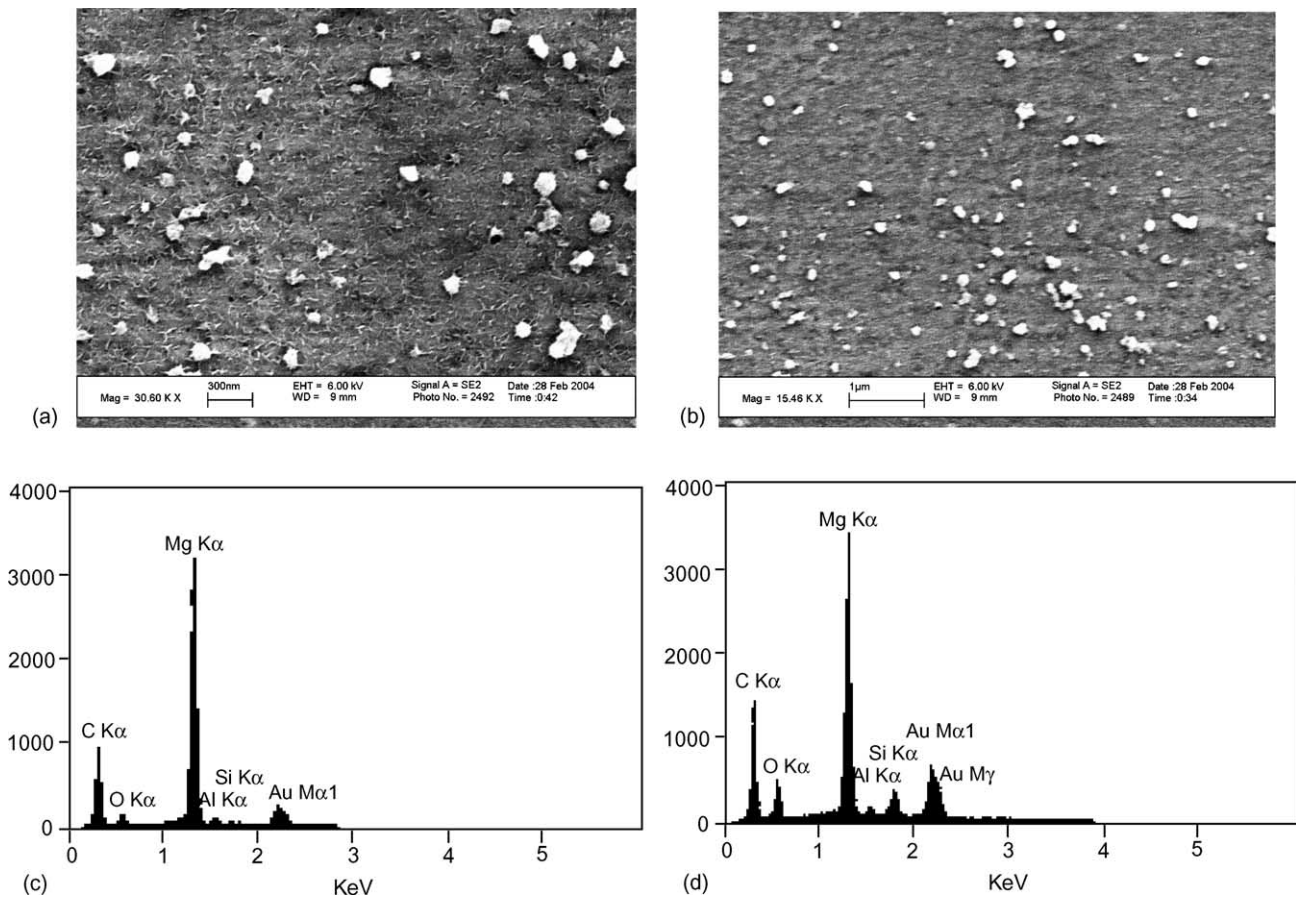 300nm
Mag = 30.60 K X
EHT = 6.00 kV
WD = 9 mm
Signal A = SE2
Photo No. = 2492
Date :28 Feb 2004
Time :0:42
(a)
1µm
Mag = 15.46 K X
EHT = 6.00 kV
WD = 9 mm
Signal A = SE2
Photo No. = 2489
Date :28 Feb 2004
Time :0:34
(b)
4000
3000
2000
1000
0
Mg Kα
C Kα
O Kα
Si Kα
Al Kα
Au Mα1
0 1 2 3 4 5
KeV
(c)
4000
3000
2000
1000
0
Mg Kα
C Kα
O Kα
Al Kα
Si Kα
Au Mα1
Au Mγ
0 1 2 3 4 5
KeV
(d)